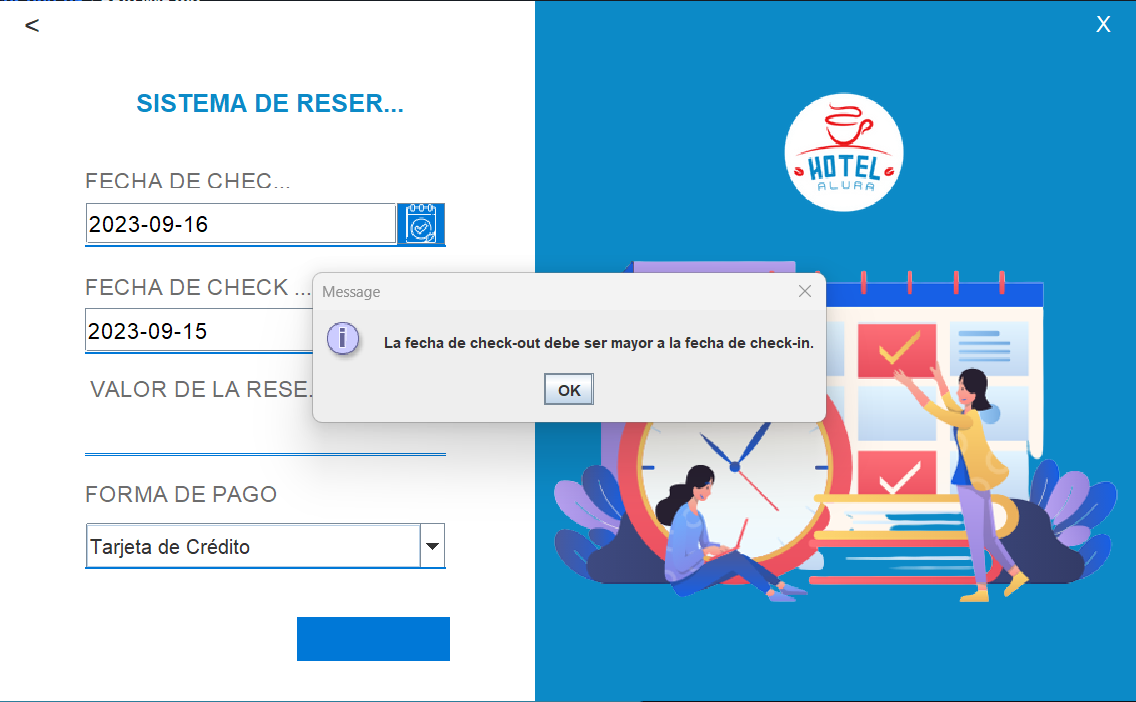 <
X
SISTEMA DE RESER...
FECHA DE CHEC...
2023-09-16
FECHA DE CHECK ...
2023-09-15
VALOR DE LA RESE.
FORMA DE PAGO
Tarjeta de Crédito
HOTEL
ALURA
Message
La fecha de check-out debe ser mayor a la fecha de check-in.
OK